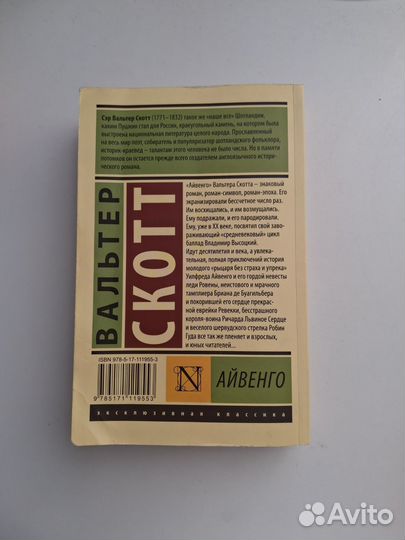 Сэр Вальтер Скотт (1771–1832) такое же «наше все» Шотландии,
каким Пушкин стал для России, краеугольный камень, на котором была
выстроена национальная литература целого народа. Прославленный
на весь мир поэт, собиратель и популяризатор шотландского фольклора,
историк-краевед – талантам этого человека не было числа. Но в памяти
потомков он остается прежде всего создателем англоязычного истори-
ческого романа.
ВАЛЬТЕР
СКОТТ
«Айвенго» Вальтера Скотта – знаковый
роман, роман-символ, роман-эпоха. Его
экранизировали бессчетное число раз.
Им восхищались, и им возмущались.
Ему подражали, и его пародировали.
Ему, уже в XX веке, посвятил свой заво-
раживающий «средневековый» цикл
баллад Владимир Высоцкий.
Идут десятилетия и века, а увлека-
тельная, полная приключений история
молодого «рыцаря без страха и упрека»
Уилфреда Айвенго и его гордой невесты
леди Ровены, неистового и мрачного
тамплиера Бриана де Буагильбера
и покорившей его сердце прекрас-
ной еврейки Ревекки, бесстрашного
короля-воина Ричарда Львиное Сердце
и веселого шервудского стрелка Робин
Гуда все так же пленяет и взрослых,
и юных читателей...
ISBN 978-5-17-111955-3
9 785171 119553
N
АЙВЕНГО
эксклюзивная классика
Avito